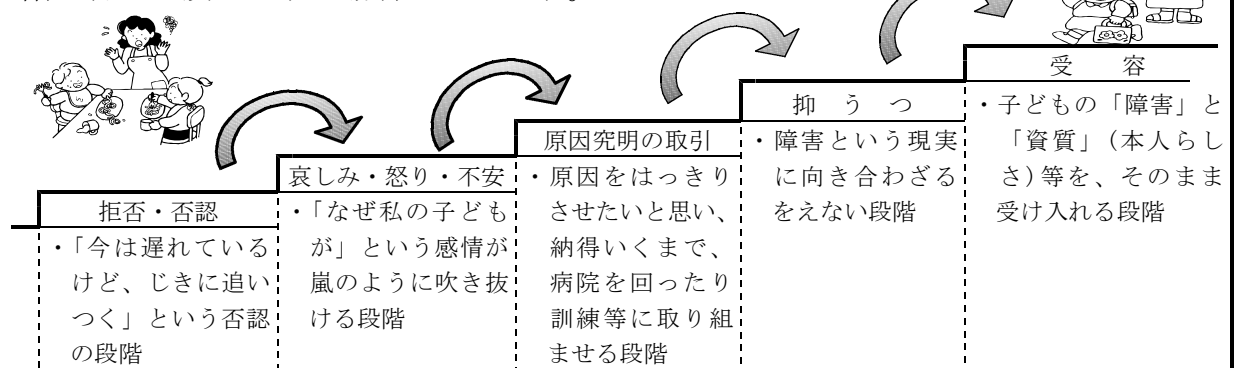 受　容
・子どもの「障害」と
「資質」（本人らし
さ）等を、そのまま
受け入れる段階
抑　う　つ
・障害という現実
に向き合わざる
をえない段階
原因究明の取引
・原因をはっきり
させたいと思い、
納得いくまで、
病院を回ったり
訓練等に取り組
ませる段階
哀しみ・怒り・不安
・「なぜ私の子ども
が」という感情が
嵐のように吹き抜
ける段階
拒否・否認
・「今は遅れている
けど、じきに追い
つく」という否認
の段階